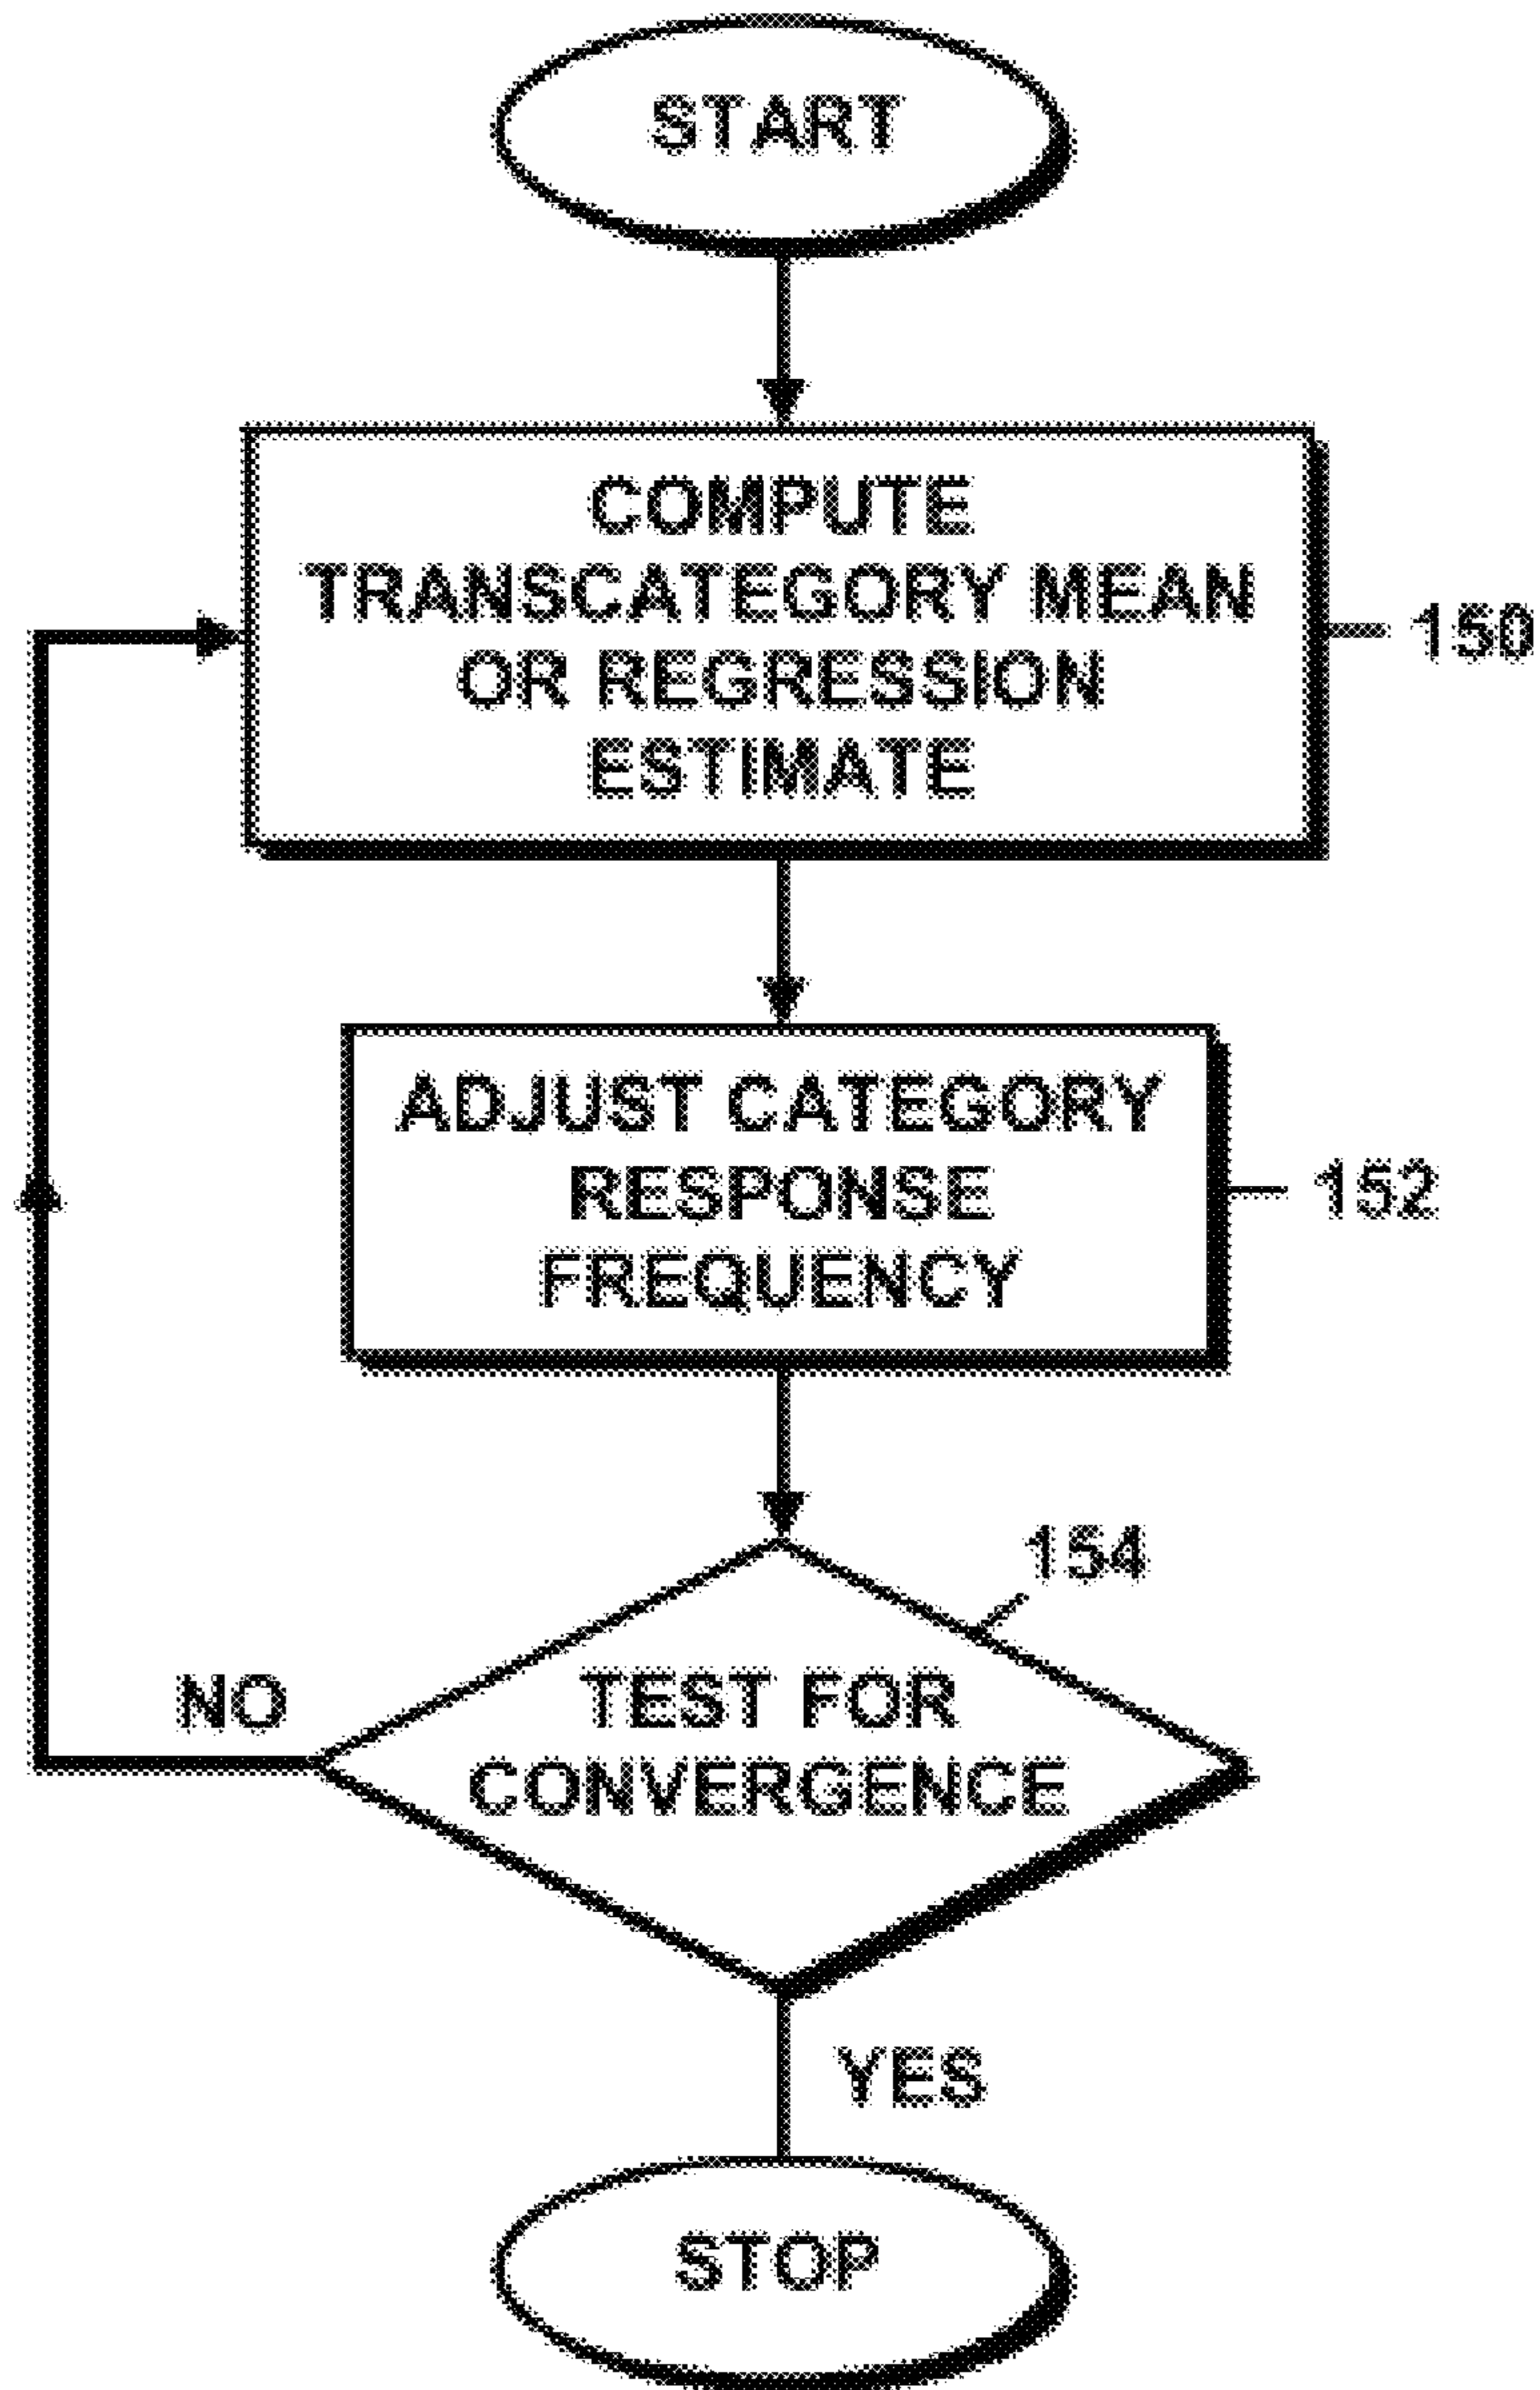 START
COMPUTE
TRANSCATEGORY MEAN
OR REGRESSION
ESTIMATE
150
ADJUST CATEGORY
RESPONSE
FREQUENCY
152
154
TEST FOR
CONVERGENCE
NO
YES
STOP